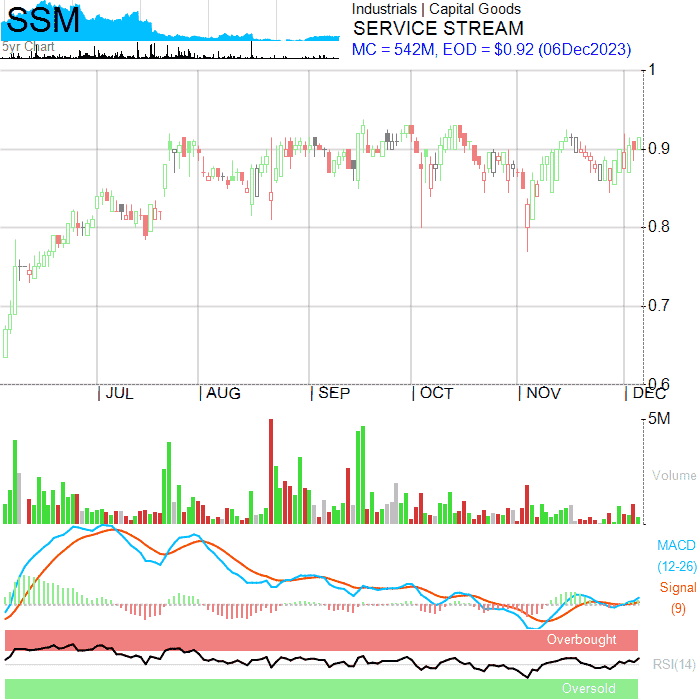 SSM
5yr Chart
Industrials | Capital Goods
SERVICE STREAM
MC = 542M, EOD = $0.92 (06Dec2023)
1
0.9
0.8
0.7
0.6
JUL AUG SEP OCT NOV DEC
5M
Volume
MACD
(12-26)
Signal
(9)
Overbought
RSI(14)
Oversold